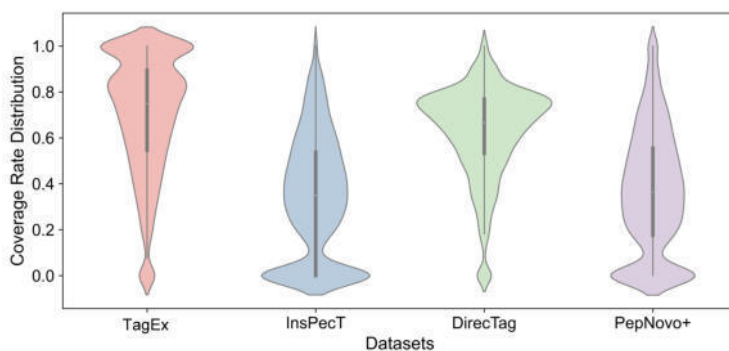 Coverage Rate Distribution
1.0
0.8
0.6
0.4
0.2
0.0
TagEx InsPecT DirecTag PepNovo+
Datasets